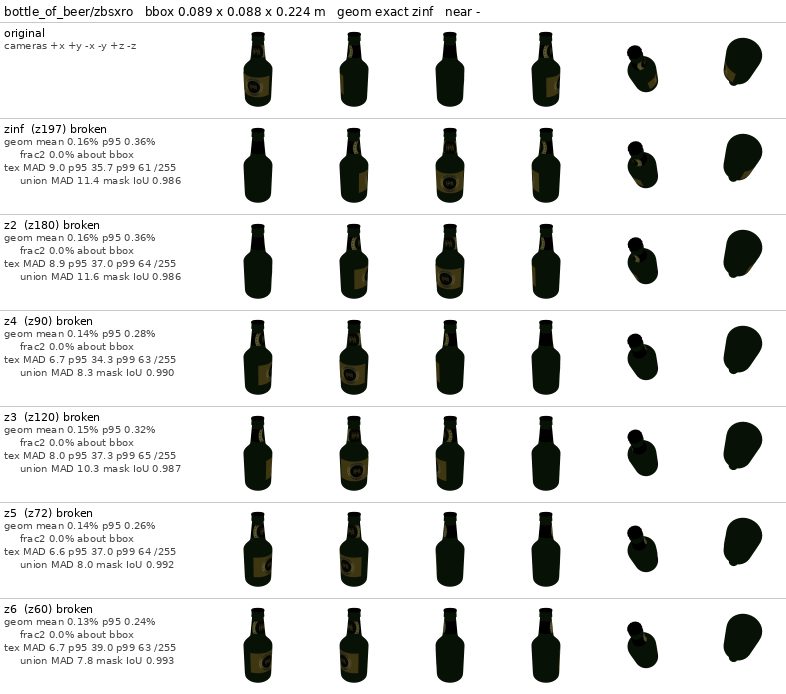 bottle_of_beer/zbsxro   bbox 0.089 x 0.088 x 0.224 m   geom exact zinf   near -
original
cameras +x +y -x -y +z -z
zinf  (z197) broken
geom mean 0.16% p95 0.36%
frac2 0.0% about bbox
tex MAD 9.0 p95 35.7 p99 61 /255
union MAD 11.4 mask IoU 0.986
z2  (z180) broken
geom mean 0.16% p95 0.36%
frac2 0.0% about bbox
tex MAD 8.9 p95 37.0 p99 64 /255
union MAD 11.6 mask IoU 0.986
z4  (z90) broken
geom mean 0.14% p95 0.28%
frac2 0.0% about bbox
tex MAD 6.7 p95 34.3 p99 63 /255
union MAD 8.3 mask IoU 0.990
z3  (z120) broken
geom mean 0.15% p95 0.32%
frac2 0.0% about bbox
tex MAD 8.0 p95 37.3 p99 65 /255
union MAD 10.3 mask IoU 0.987
z5  (z72) broken
geom mean 0.14% p95 0.26%
frac2 0.0% about bbox
tex MAD 6.6 p95 37.0 p99 64 /255
union MAD 8.0 mask IoU 0.992
z6  (z60) broken
geom mean 0.13% p95 0.24%
frac2 0.0% about bbox
tex MAD 6.7 p95 39.0 p99 63 /255
union MAD 7.8 mask IoU 0.993